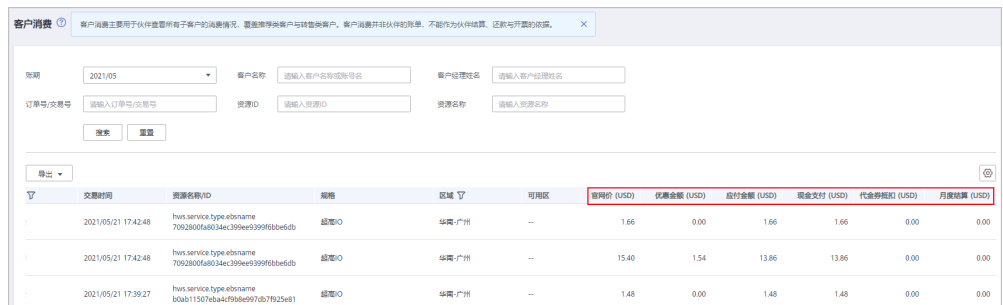 客户消费 客户消费主要用于伙伴查看所有子客户的消费情况，覆盖推荐类客户与转售类客户。客户消费并非伙伴的账单，不能作为伙伴结算、还款与开票的依据。
账期 2021/05 客户名称 请输入客户名称或账号名 客户经理姓名 请输入客户经理姓名
订单号/交易号 请输入订单号/交易号 资源ID 请输入资源ID 资源名称 请输入资源名称
搜索 重置
导出
交易时间 资源名称/ID 规格 区域 可用区 官网价 (USD) 优惠金额 (USD) 应付金额 (USD) 现金支付 (USD) 代金券抵扣 (USD) 月度结算 (USD)
2021/05/21 17:42:48 hws.service.type.ebsname 超高IO 华南-广州 -- 1.66 0.00 1.66 1.66 0.00 0.00
7092800fa8034ec399ee9399f6bbe6db
2021/05/21 17:42:48 hws.service.type.ebsname 超高IO 华南-广州 -- 15.40 1.54 13.86 13.86 0.00 0.00
7092800fa8034ec399ee9399f6bbe6db
2021/05/21 17:39:27 hws.service.type.ebsname 超高IO 华南-广州 -- 1.48 0.00 1.48 1.48 0.00 0.00
b0ab11507eba4cf9b8e997db7f925e81